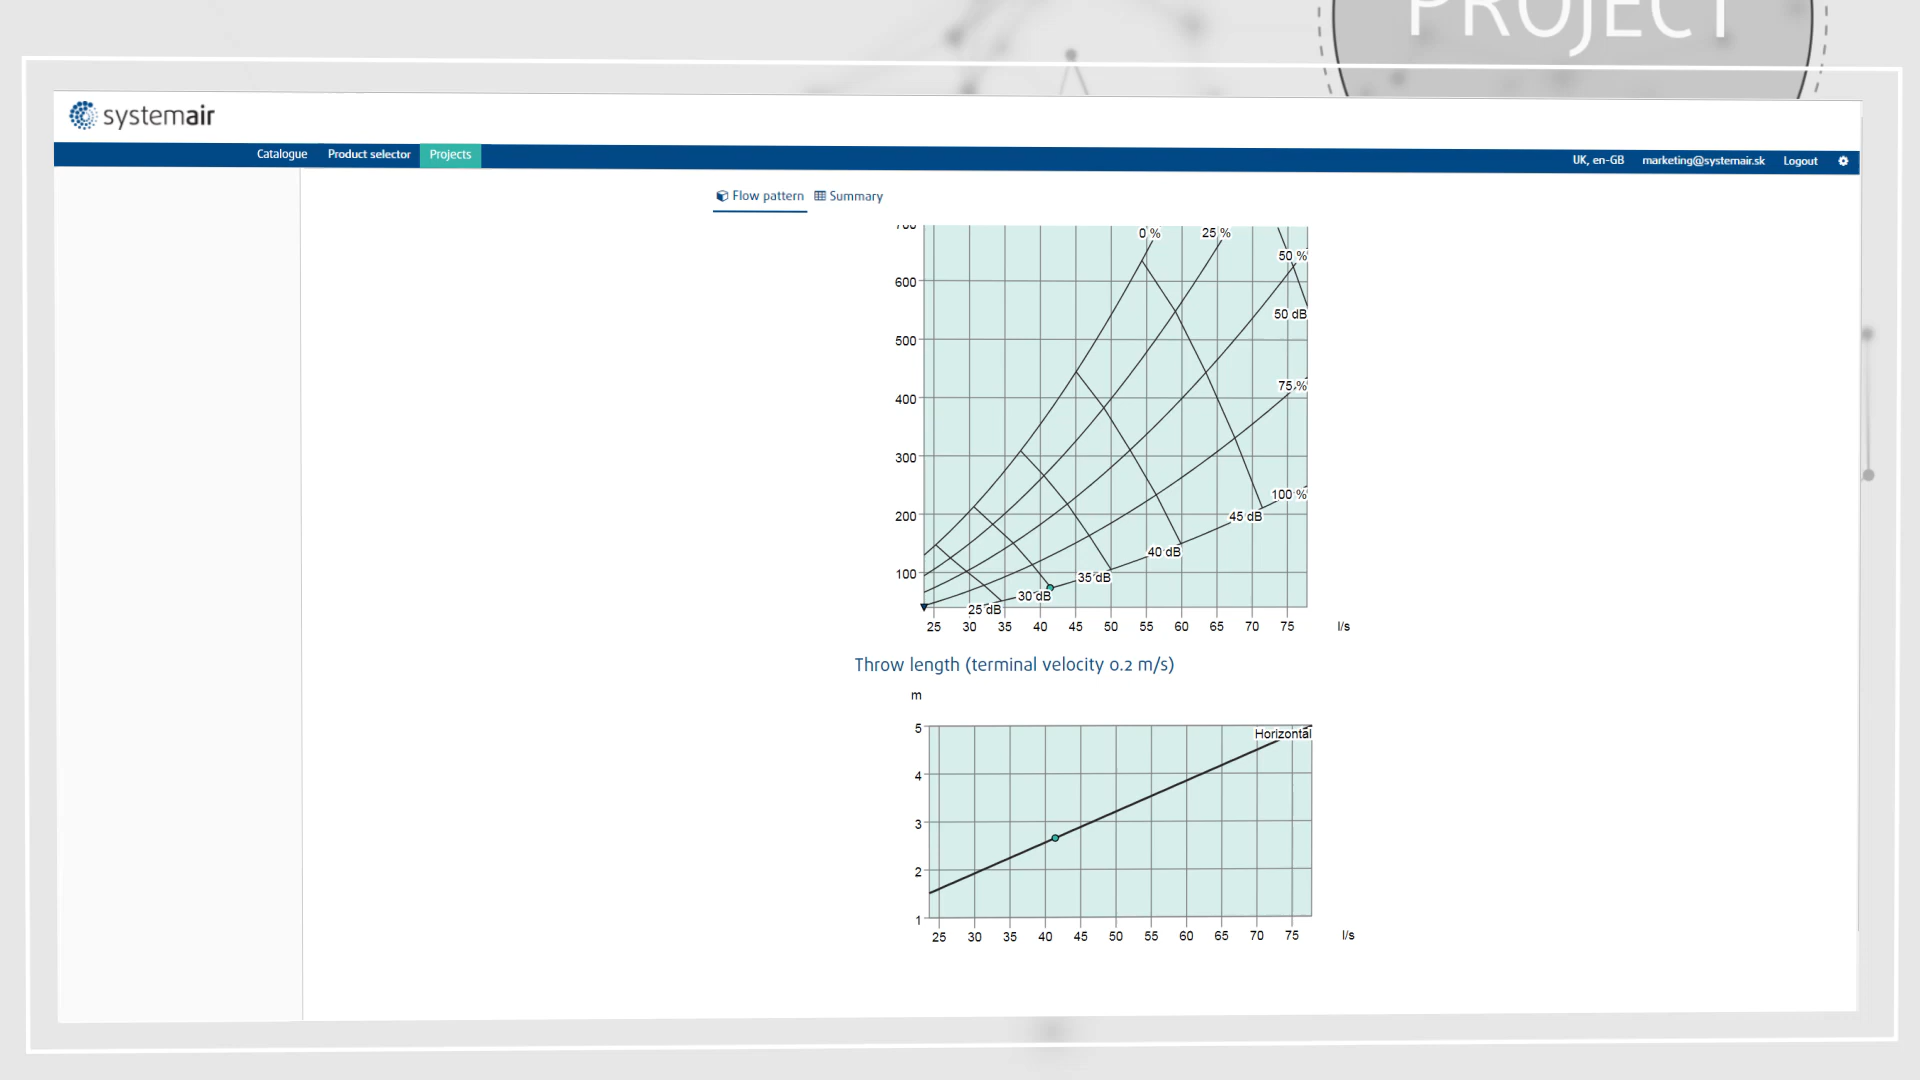 PROJECT
systemair
Catalogue Product selector Projects UK, en-GB marketing@systemair.sk Logout
Flow pattern Summary
700
0 % 25 %
50 %
600
50 dB
500
75 %
400
300
100 %
200 45 dB
40 dB
100 35 dB
30 dB
25 dB
25 30 35 40 45 50 55 60 65 70 75 l/s
Throw length (terminal velocity 0.2 m/s)
m
5 Horizontal
4
3
2
1
25 30 35 40 45 50 55 60 65 70 75 l/s